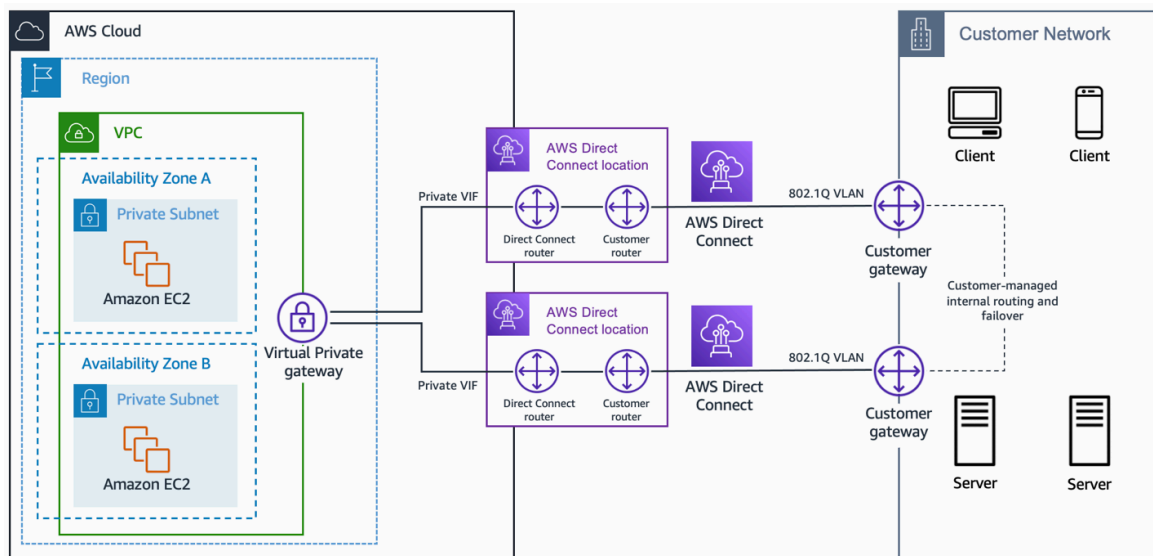 AWS Cloud
Region
VPC
Availability Zone A
Private Subnet
Amazon EC2
Availability Zone B
Private Subnet
Amazon EC2
Virtual Private
gateway
Private VIF
AWS Direct
Connect location
Direct Connect
router
Customer
router
AWS Direct
Connect
802.1Q VLAN
Private VIF
AWS Direct
Connect location
Direct Connect
router
Customer
router
AWS Direct
Connect
802.1Q VLAN
Customer Network
Client
Client
Customer
gateway
Customer-managed
internal routing and
failover
Customer
gateway
Server
Server